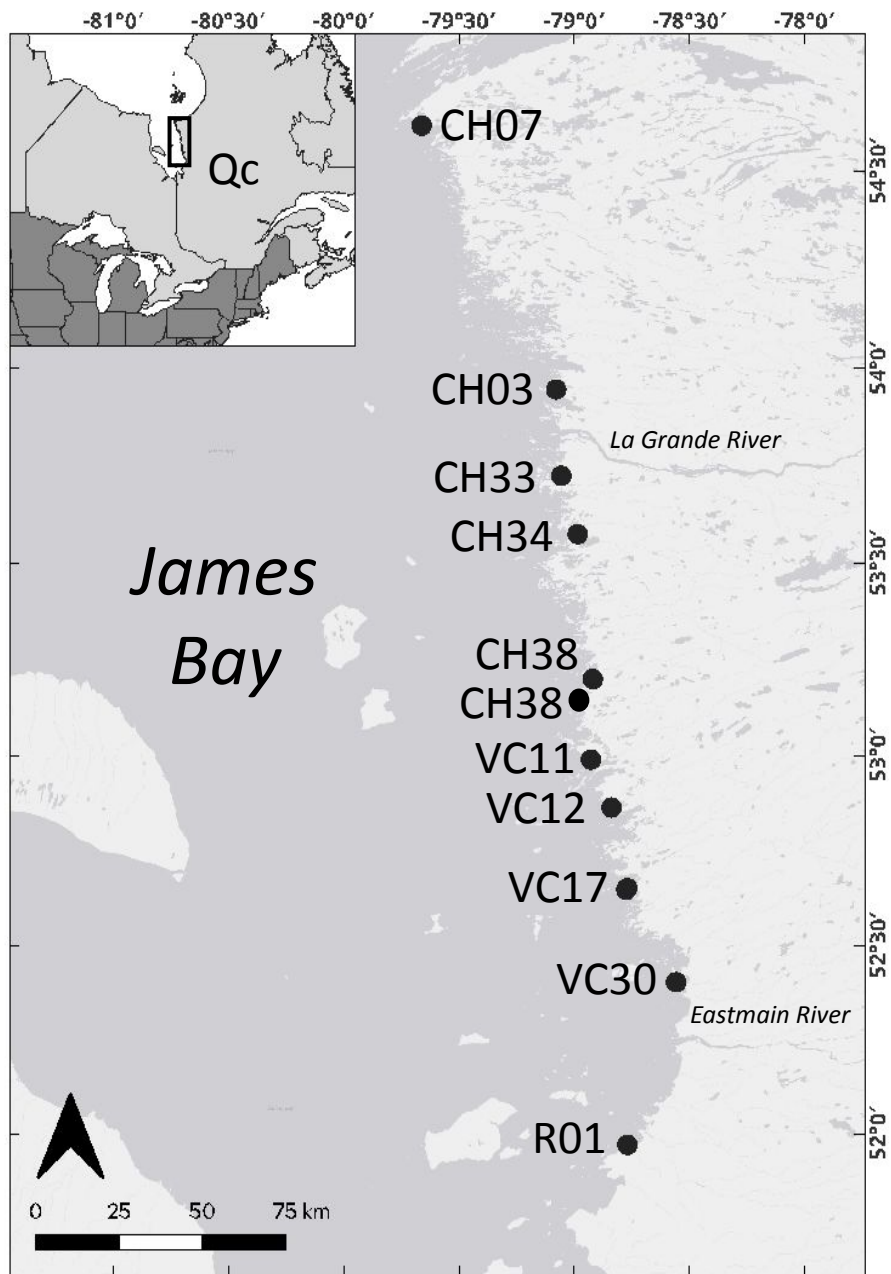 -81°0′ -80°30′ -80°0′ -79°30′ -79°0′ -78°30′ -78°0′
Qc
CH07
54°30′
54°0′
CH03
La Grande River
CH33
CH34
53°30′
James
Bay
CH38
CH38
53°0′
VC11
VC12
VC17
52°30′
VC30
Eastmain River
52°0′
R01
0 25 50 75 km